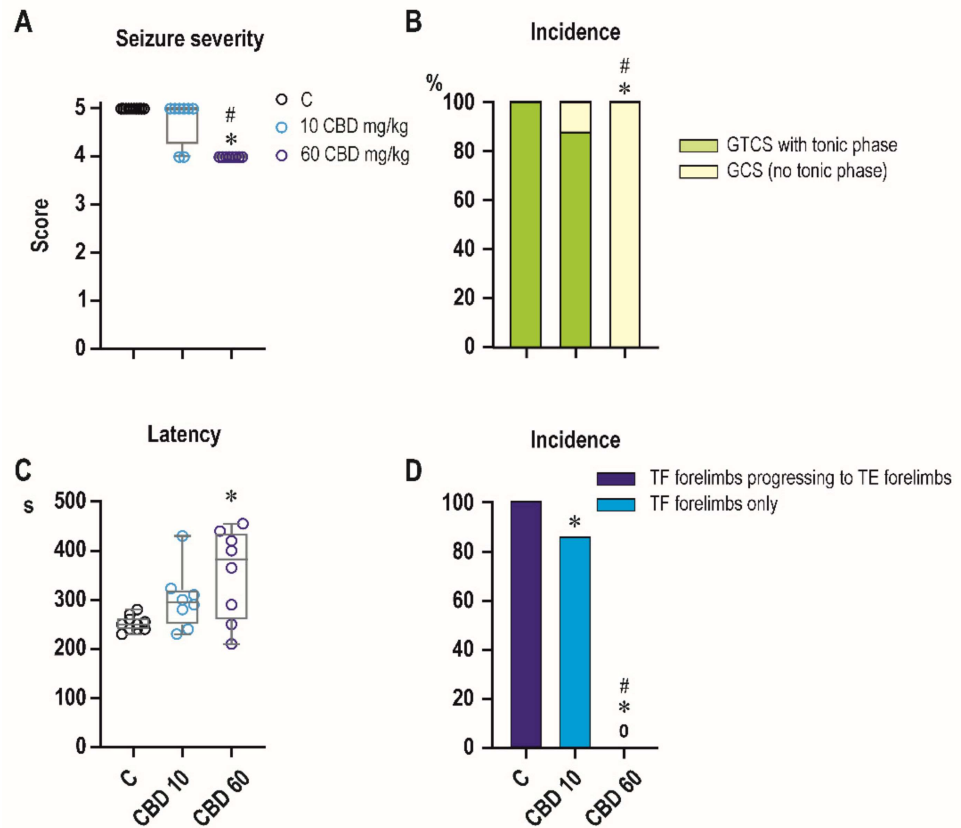 A
Seizure severity
5
4
3
2
1
0
Score
#
*
C
10 CBD mg/kg
60 CBD mg/kg
B
Incidence
%
100
80
60
40
20
0
#
*
GTCS with tonic phase
GCS (no tonic phase)
C
Latency
s
500
400
300
200
100
0
*
C
CBD 10
CBD 60
D
Incidence
TF forelimbs progressing to TE forelimbs
TF forelimbs only
100
80
60
40
20
0
*
#
*
0
C
CBD 10
CBD 60